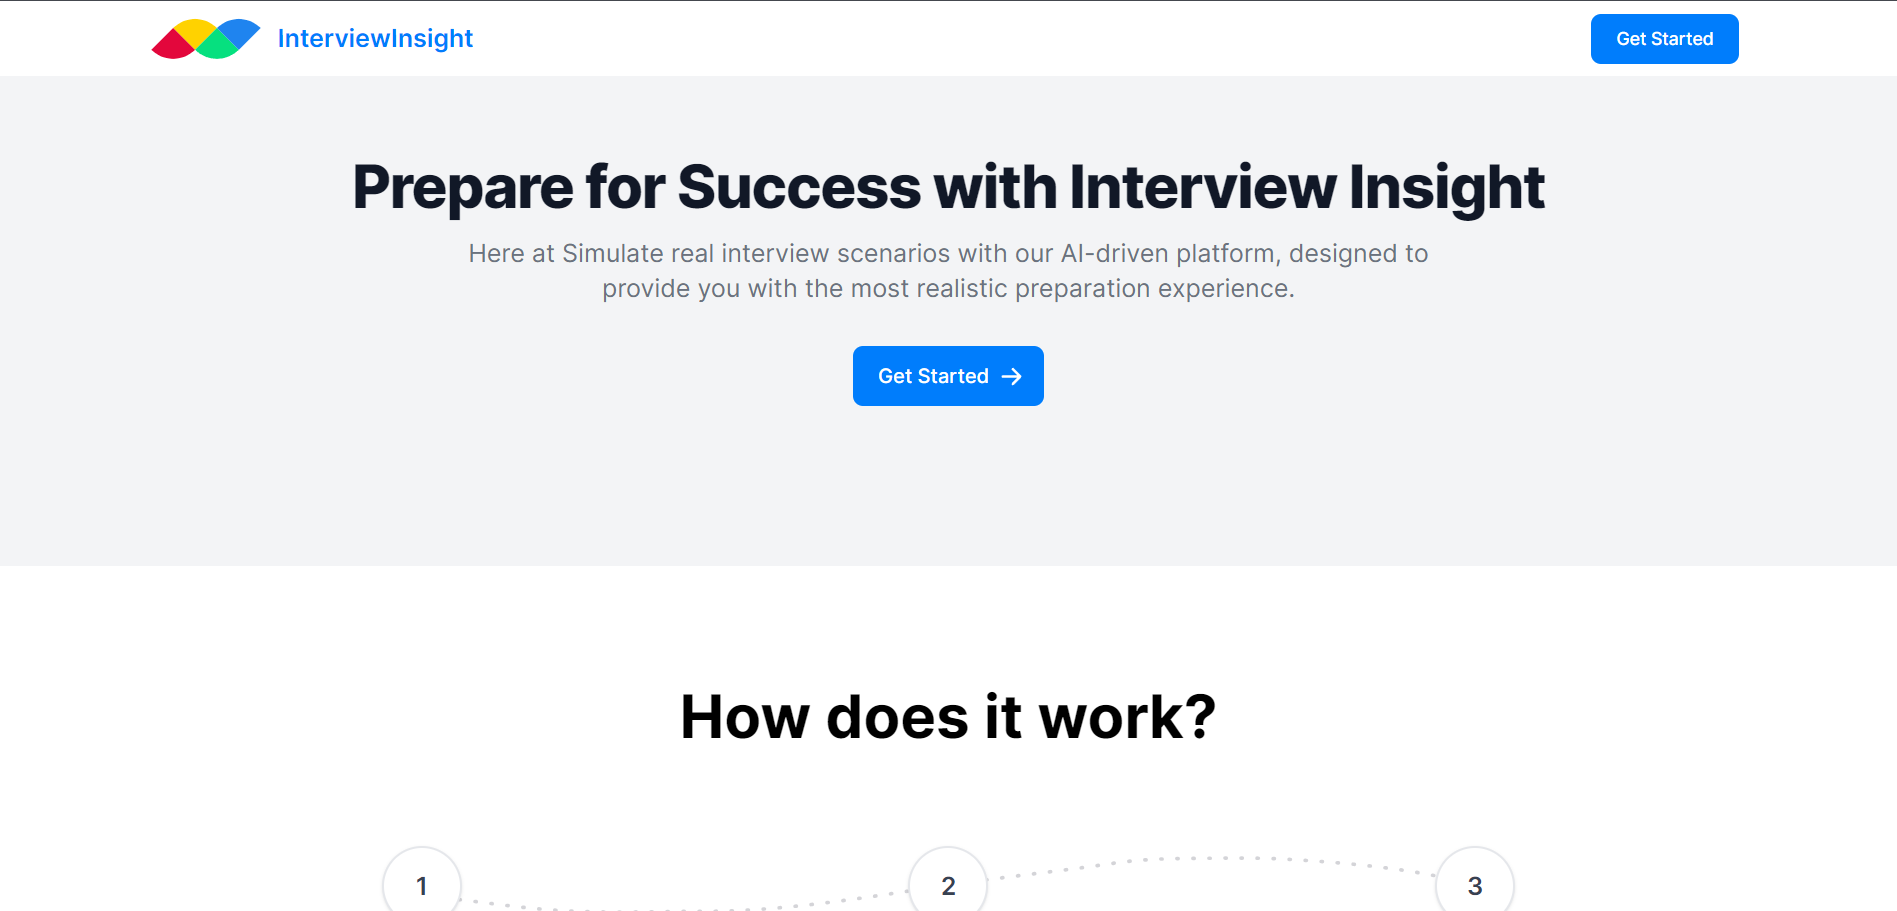 InterviewInsight
Get Started
Prepare for Success with Interview Insight
Here at Simulate real interview scenarios with our AI-driven platform, designed to
provide you with the most realistic preparation experience.
Get Started
How does it work?
1
2
3